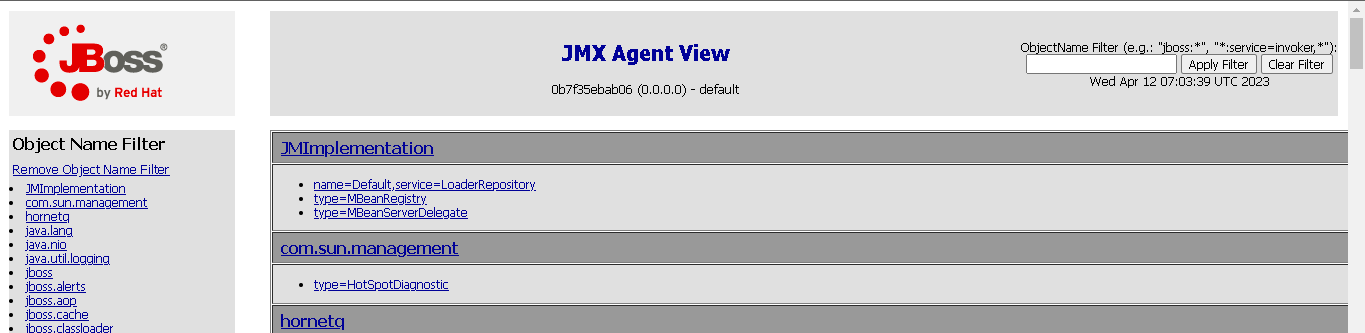 JBoss®
by Red Hat
JMX Agent View
0b7f35ebab06 (0.0.0.0) - default
ObjectName Filter (e.g.: "jboss:*", "*:service=invoker,*"):
Apply Filter Clear Filter
Wed Apr 12 07:03:39 UTC 2023
Object Name Filter
Remove Object Name Filter
JMImplementation
com.sun.management
hornetq
java.lang
java.nio
java.util.logging
jboss
jboss.alerts
jboss.aop
jboss.cache
jboss.classloader
JMImplementation
name=Default,service=LoaderRepository
type=MBeanRegistry
type=MBeanServerDelegate
com.sun.management
type=HotSpotDiagnostic
hornetq